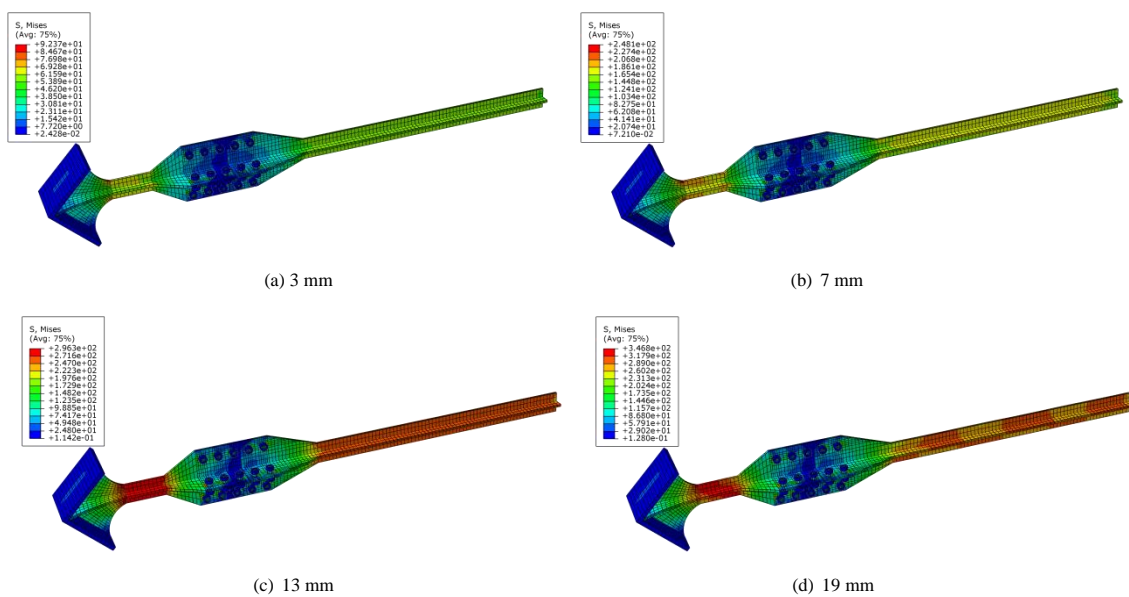 S, Mises
(Avg: 75%)
+9.237e+01
+8.467e+01
+7.698e+01
+6.928e+01
+6.159e+01
+5.389e+01
+4.620e+01
+3.850e+01
+3.081e+01
+2.311e+01
+1.542e+01
+7.720e+00
+2.428e-02
(a) 3 mm
S, Mises
(Avg: 75%)
+2.481e+02
+2.274e+02
+2.068e+02
+1.861e+02
+1.654e+02
+1.448e+02
+1.241e+02
+1.034e+02
+8.275e+01
+6.208e+01
+4.141e+01
+2.074e+01
+7.210e-02
(b) 7 mm
S, Mises
(Avg: 75%)
+2.963e+02
+2.716e+02
+2.470e+02
+2.223e+02
+1.976e+02
+1.729e+02
+1.482e+02
+1.235e+02
+9.885e+01
+7.417e+01
+4.948e+01
+2.480e+01
+1.142e-01
(c) 13 mm
S, Mises
(Avg: 75%)
+3.468e+02
+3.179e+02
+2.890e+02
+2.602e+02
+2.313e+02
+2.024e+02
+1.735e+02
+1.446e+02
+1.157e+02
+8.680e+01
+5.791e+01
+2.902e+01
+1.280e-01
(d) 19 mm